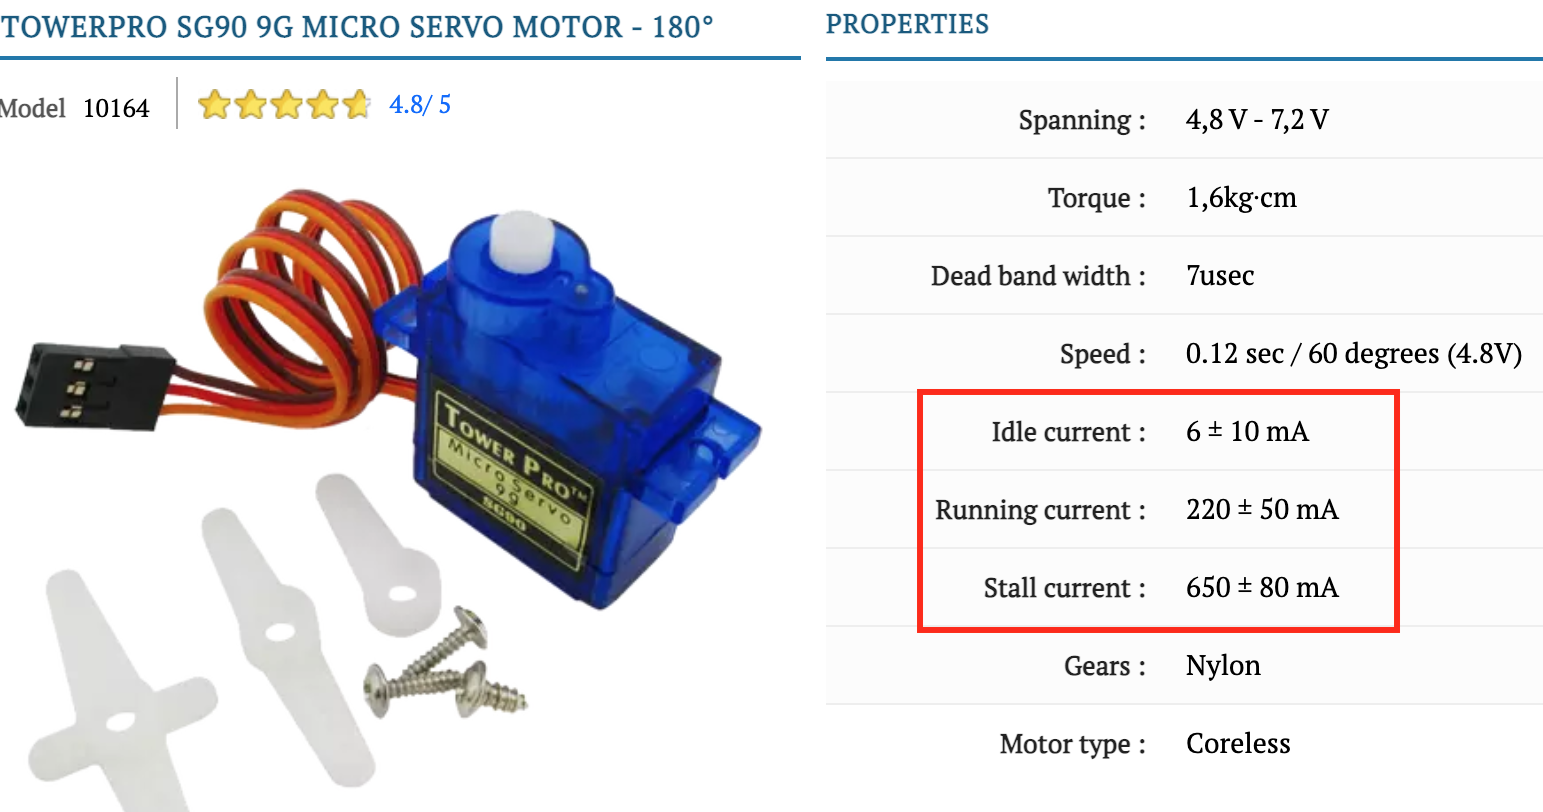 TOWERPRO SG90 9G MICRO SERVO MOTOR - 180°
Model 10164 4.8/ 5
TOWER PRO™
Micro Servo
9g
SG90
PROPERTIES
Spanning : 4,8 V - 7,2 V
Torque : 1,6kg·cm
Dead band width : 7usec
Speed : 0.12 sec / 60 degrees (4.8V)
Idle current : 6 ± 10 mA
Running current : 220 ± 50 mA
Stall current : 650 ± 80 mA
Gears : Nylon
Motor type : Coreless